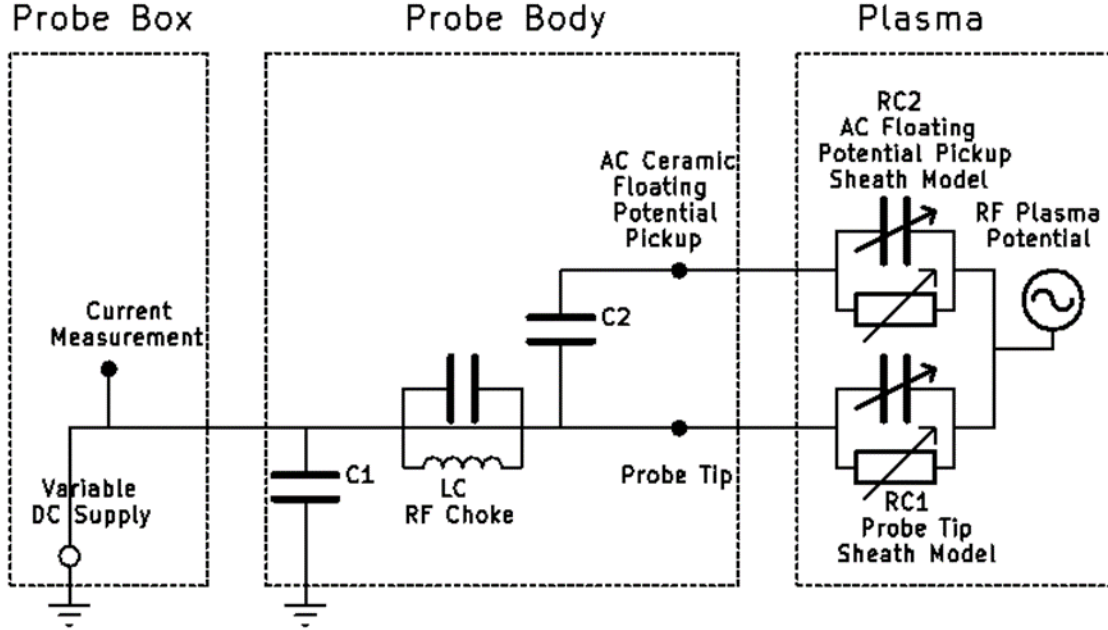 Probe Box
Probe Body
Plasma
RC2
AC Floating
Potential Pickup
Sheath Model
AC Ceramic
Floating
Potential
Pickup
RF Plasma
Potential
Current
Measurement
C2
C1
LC
RF Choke
Probe Tip
Variable
DC Supply
RC1
Probe Tip
Sheath Model